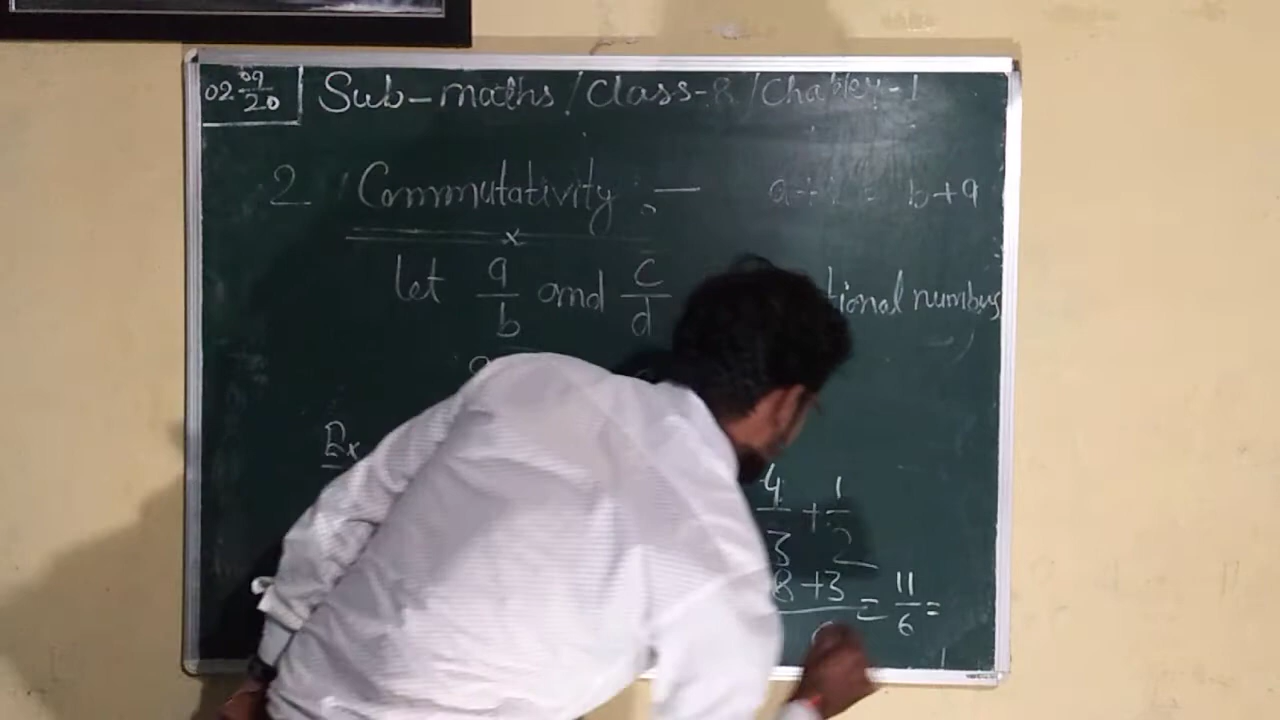 02 09/20 Sub-maths/Class-8/Chapter-1
2 Commutativity :— a+b = b+a
let a/b and c/d tional numbers
a
Ex
4/3 + 1/2
8+3/6 = 11/6 =